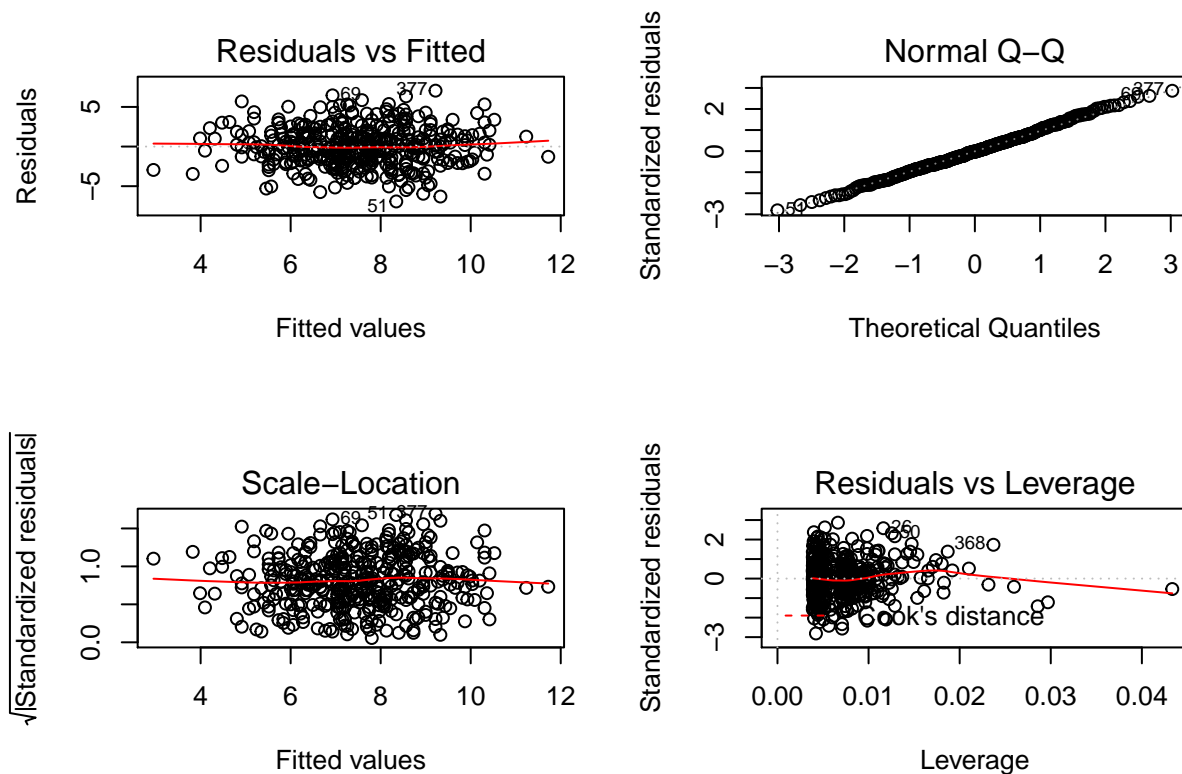 Residuals vs Fitted
Residuals
5
−5
69
377
51
4 6 8 10 12
Fitted values
Normal Q−Q
Standardized residuals
2
0
−3
377
51
−3 −2 −1 0 1 2 3
Theoretical Quantiles
Scale−Location
√|Standardized residuals|
1.0
0.0
69
51
377
4 6 8 10 12
Fitted values
Residuals vs Leverage
Standardized residuals
2
0
−3
26
368
Cook's distance
0.00 0.01 0.02 0.03 0.04
Leverage